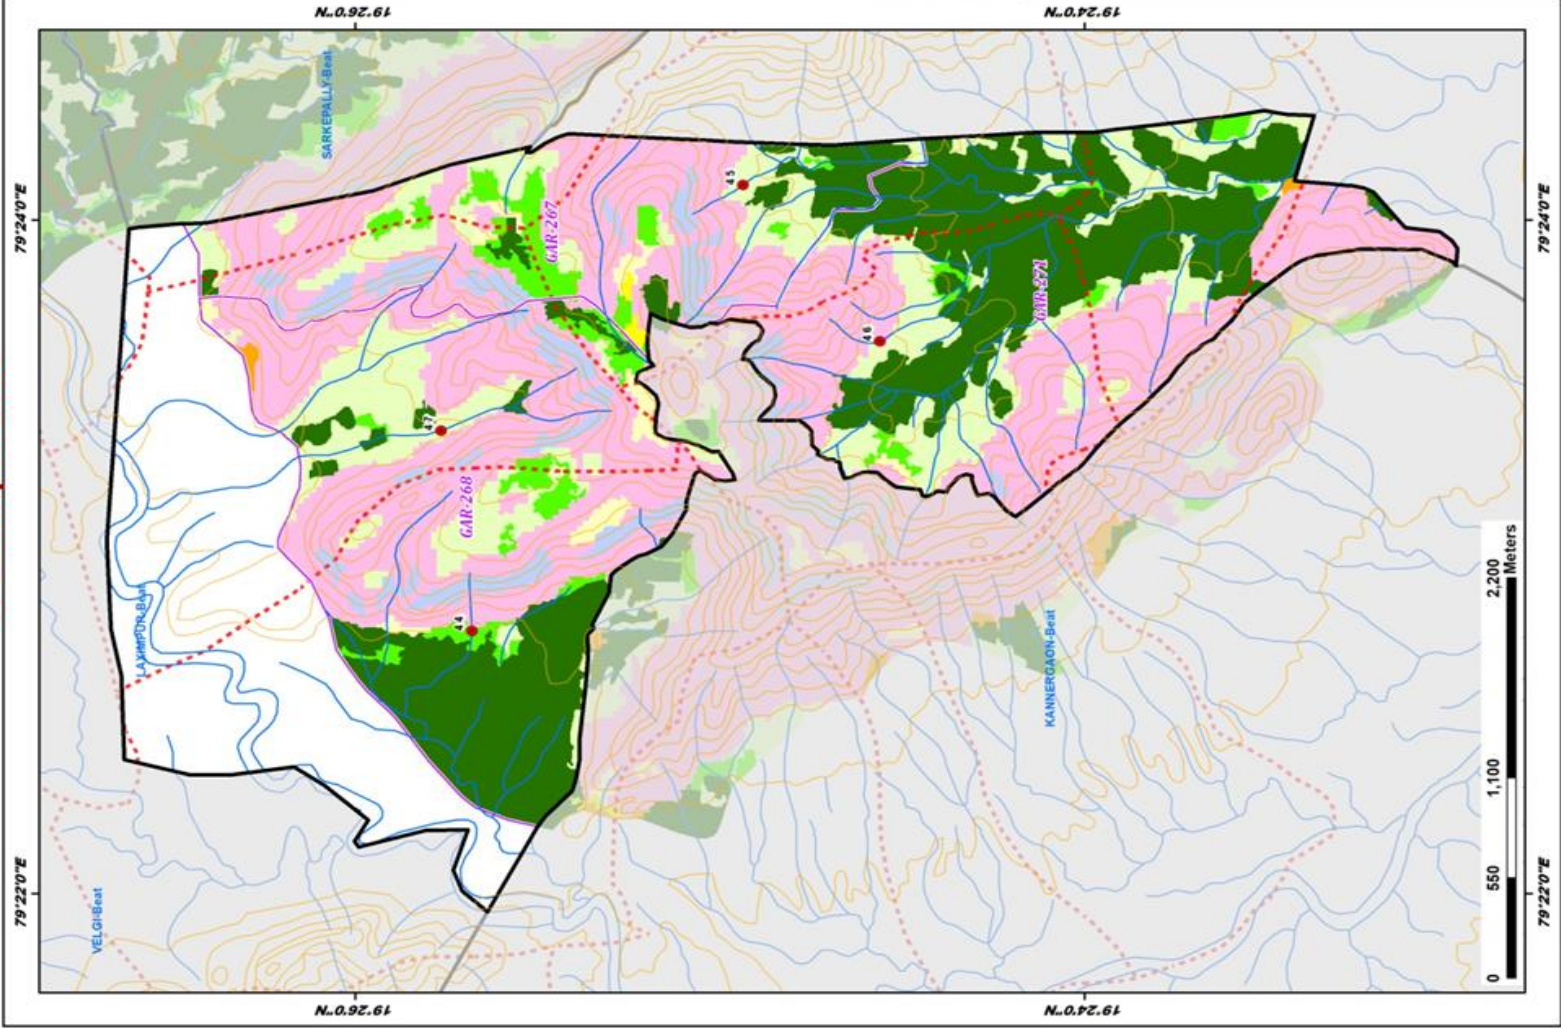 19°26'0"N
19°24'0"N
SARKEPALLY-Beat
79°24'0"E
79°24'0"E
45
GAR-267
GAR-271
46
47
GAR-268
44
LAXIMPUR-Beat
KANNERGAON-Beat
VELGI-Beat
79°22'0"E
79°22'0"E
0 550 1,100 2,200
Meters
19°26'0"N
19°24'0"N